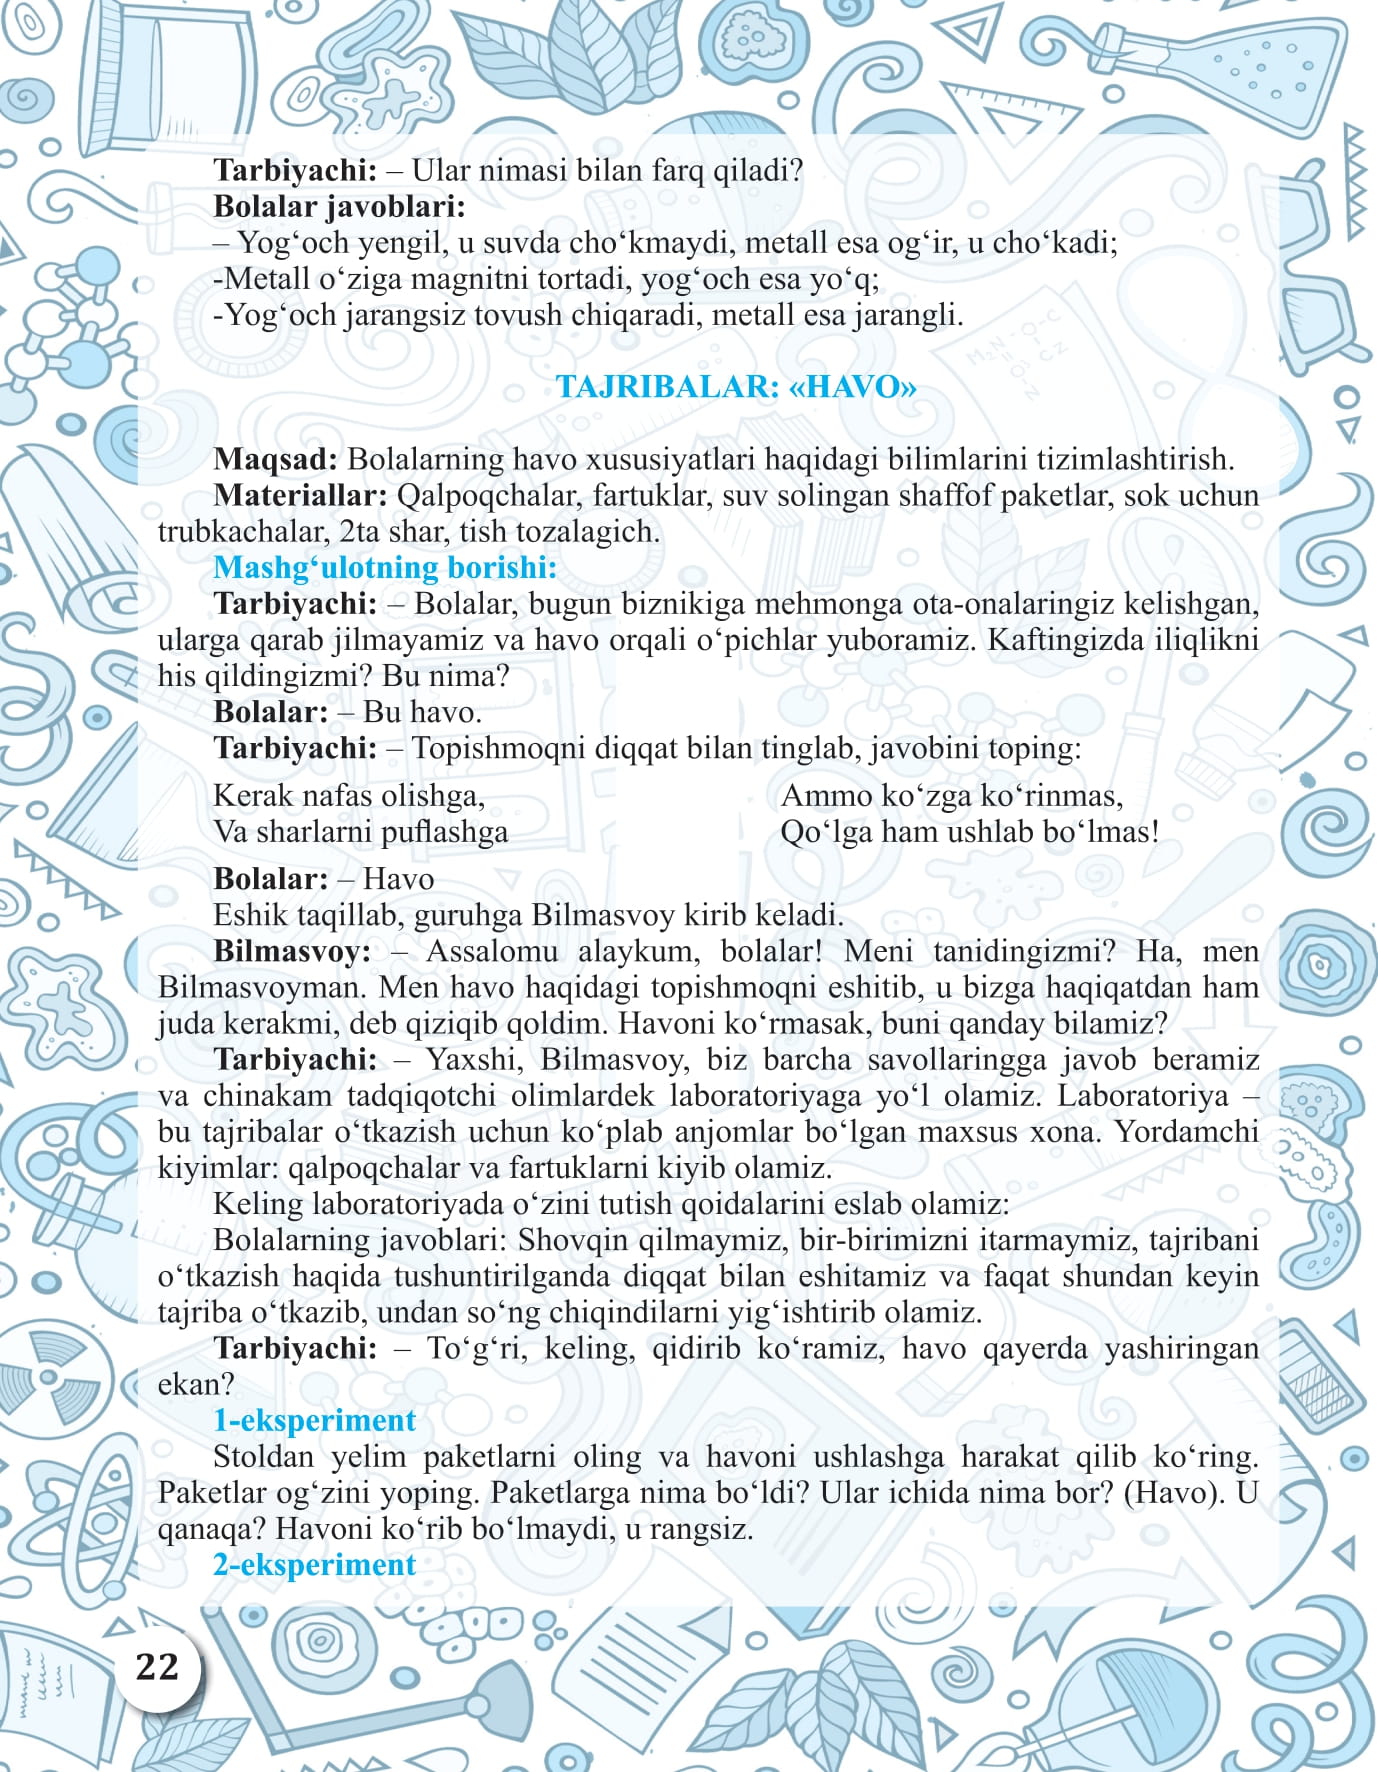 Tarbiyachi: – Ular nimasi bilan farq qiladi?
Bolalar javoblari:
– Yog‘och yengil, u suvda cho‘kmaydi, metall esa og‘ir, u cho‘kadi;
-Metall o‘ziga magnitni tortadi, yog‘och esa yo‘q;
-Yog‘och jarangsiz tovush chiqaradi, metall esa jarangli.
TAJRIBALAR: «HAVO»
Maqsad: Bolalarning havo xususiyatlari haqidagi bilimlarini tizimlashtirish.
Materiallar: Qalpoqchalar, fartuklar, suv solingan shaffof paketlar, sok uchun
trubkachalar, 2ta shar, tish tozalagich.
Mashg‘ulotning borishi:
Tarbiyachi: – Bolalar, bugun biznikiga mehmonga ota-onalaringiz kelishgan,
ularga qarab jilmayamiz va havo orqali o‘pichlar yuboramiz. Kaftingizda iliqlikni
his qildingizmi? Bu nima?
Bolalar: – Bu havo.
Tarbiyachi: – Topishmoqni diqqat bilan tinglab, javobini toping:
Kerak nafas olishga,
Va sharlarni puflashga
Ammo ko‘zga ko‘rinmas,
Qo‘lga ham ushlab bo‘lmas!
Bolalar: – Havo
Eshik taqillab, guruhga Bilmasvoy kirib keladi.
Bilmasvoy: – Assalomu alaykum, bolalar! Meni tanidingizmi? Ha, men
Bilmasvoyman. Men havo haqidagi topishmoqni eshitib, u bizga haqiqatdan ham
juda kerakmi, deb qiziqib qoldim. Havoni ko‘rmasak, buni qanday bilamiz?
Tarbiyachi: – Yaxshi, Bilmasvoy, biz barcha savollaringga javob beramiz
va chinakam tadqiqotchi olimlardek laboratoriyaga yo‘l olamiz. Laboratoriya –
bu tajribalar o‘tkazish uchun ko‘plab anjomlar bo‘lgan maxsus xona. Yordamchi
kiyimlar: qalpoqchalar va fartuklarni kiyib olamiz.
Keling laboratoriyada o‘zini tutish qoidalarini eslab olamiz:
Bolalarning javoblari: Shovqin qilmaymiz, bir-birimizni itarmaymiz, tajribani
o‘tkazish haqida tushuntirilganda diqqat bilan eshitamiz va faqat shundan keyin
tajriba o‘tkazib, undan so‘ng chiqindilarni yig‘ishtirib olamiz.
Tarbiyachi: – To‘g‘ri, keling, qidirib ko‘ramiz, havo qayerda yashiringan
ekan?
1-eksperiment
Stoldan yelim paketlarni oling va havoni ushlashga harakat qilib ko‘ring.
Paketlar og‘zini yoping. Paketlarga nima bo‘ldi? Ular ichida nima bor? (Havo). U
qanaqa? Havoni ko‘rib bo‘lmaydi, u rangsiz.
2-eksperiment
22